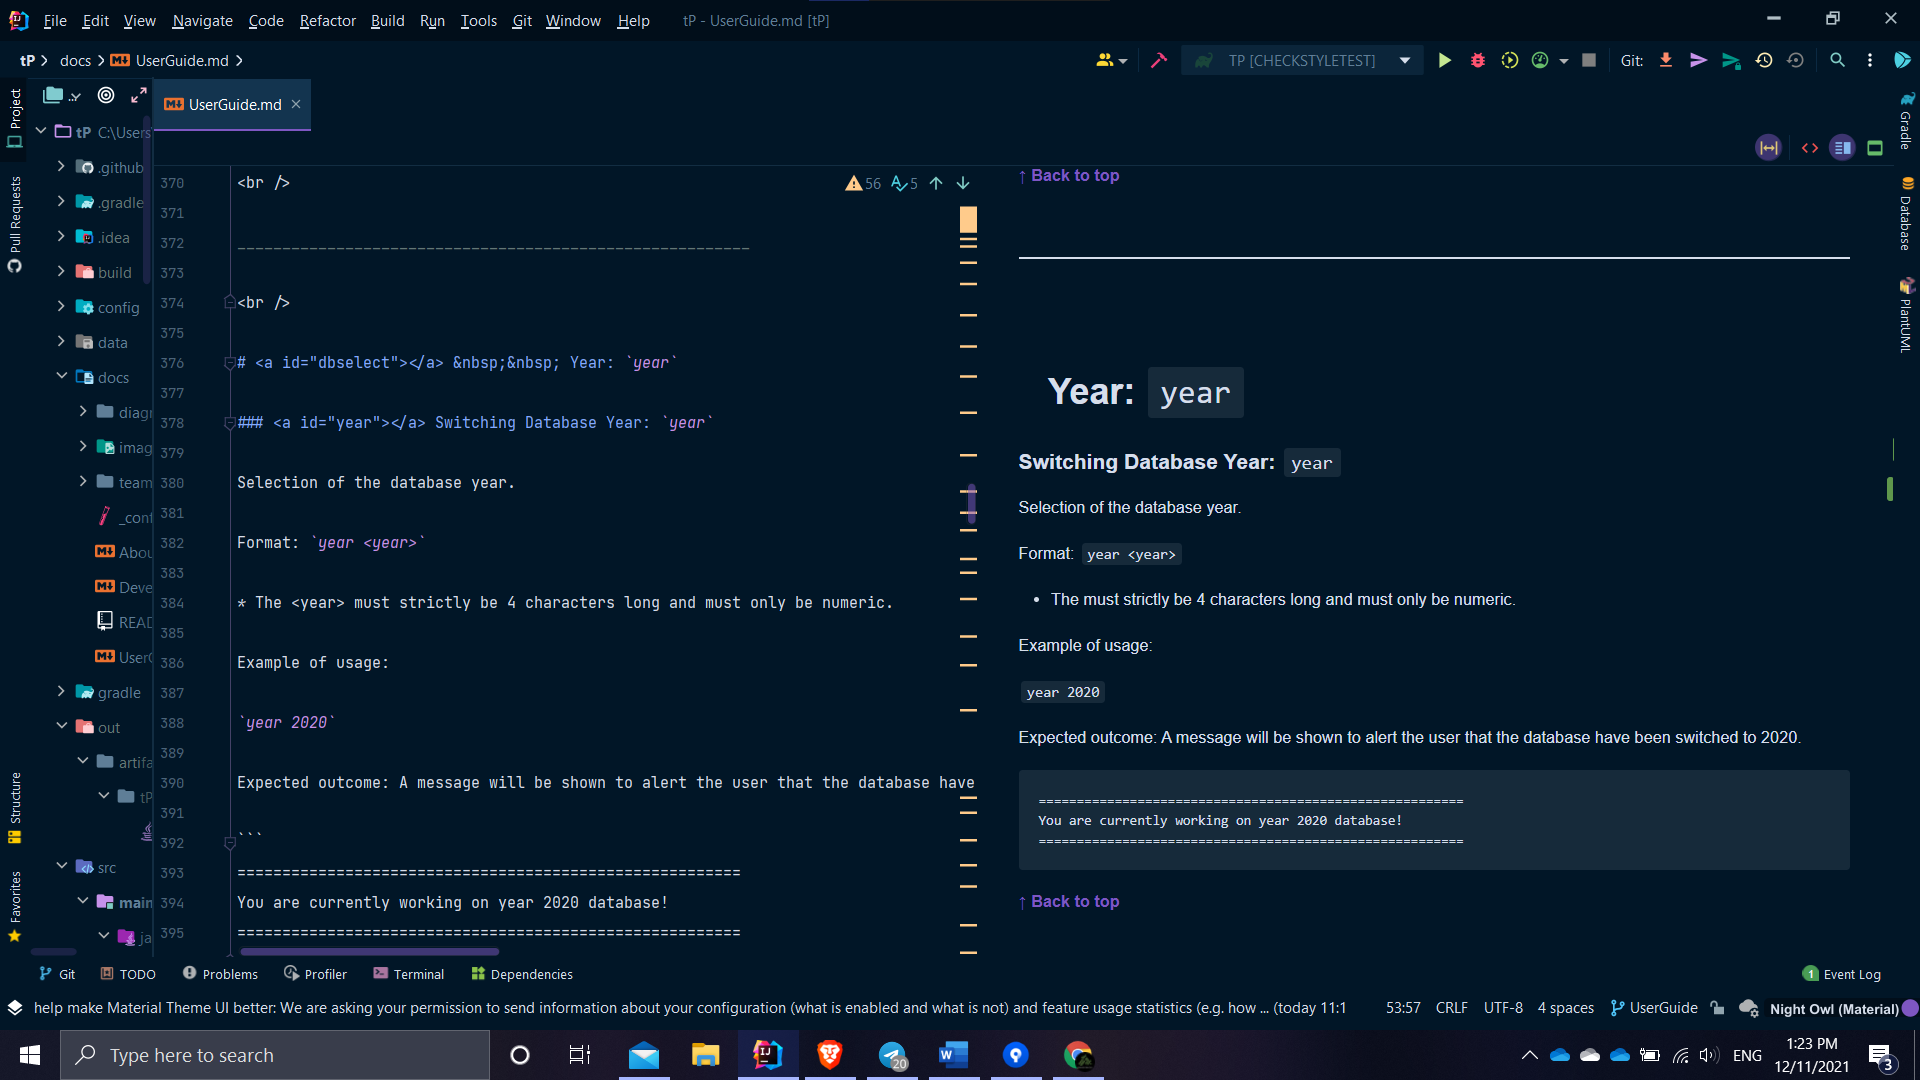 File Edit View Navigate Code Refactor Build Run Tools Git Window Help tP - UserGuide.md [tP]
tP docs UserGuide.md TP [CHECKSTYLETEST] Git:
Project
Pull Requests
Structure
Favorites
UserGuide.md
tP C:\Users
.github
.gradle
.idea
build
config
data
docs
diagr
imag
team
_conf
Abou
Deve
READ
UserG
gradle
out
artifa
tP
src
main
ja
56 5
370 <br />
371
372 _________________________________________________________
373
374 <br />
375
376 # <a id="dbselect"></a> &nbsp;&nbsp; Year: `year`
377
378 ### <a id="year"></a> Switching Database Year: `year`
379
380 Selection of the database year.
381
382 Format: `year <year>`
383
384 * The <year> must strictly be 4 characters long and must only be numeric.
385
386 Example of usage:
387
388 `year 2020`
389
390 Expected outcome: A message will be shown to alert the user that the database have
391
392 ```
393 ========================================================
394 You are currently working on year 2020 database!
395 ========================================================
↑ Back to top
Year: year
Switching Database Year: year
Selection of the database year.
Format: year <year>
• The must strictly be 4 characters long and must only be numeric.
Example of usage:
year 2020
Expected outcome: A message will be shown to alert the user that the database have been switched to 2020.
========================================================
You are currently working on year 2020 database!
========================================================
↑ Back to top
Gradle
Database
PlantUML
Git TODO Problems Profiler Terminal Dependencies 1 Event Log
help make Material Theme UI better: We are asking your permission to send information about your configuration (what is enabled and what is not) and feature usage statistics (e.g. how ... (today 11:1 53:57 CRLF UTF-8 4 spaces UserGuide Night Owl (Material)
Type here to search 20 ENG 1:23 PM
12/11/2021 3